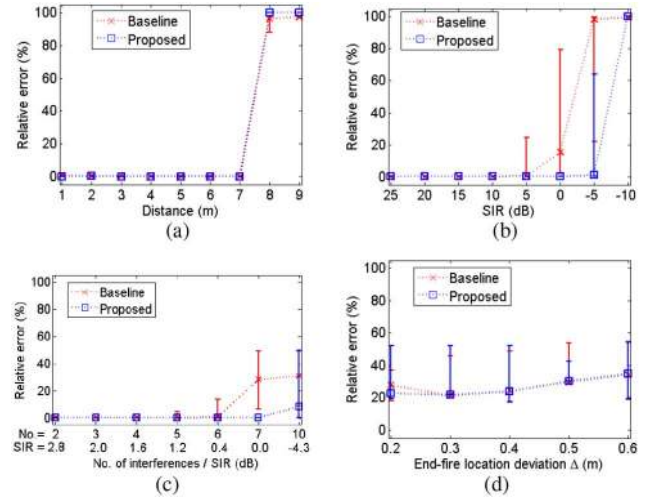 100
Baseline
Proposed
80
60
40
20
0
Relative error (%)
1 2 3 4 5 6 7 8 9
Distance (m)
(a)
100
Baseline
Proposed
80
60
40
20
0
Relative error (%)
25 20 15 10 5 0 -5 -10
SIR (dB)
(b)
100
Baseline
Proposed
80
60
40
20
0
Relative error (%)
No = 2 3 4 5 6 7 10
SIR = 2.8 2.0 1.6 1.2 0.4 0.0 -4.3
No. of interferences / SIR (dB)
(c)
100
Baseline
Proposed
80
60
40
20
0
Relative error (%)
0.2 0.3 0.4 0.5 0.6
End-fire location deviation Δ (m)
(d)